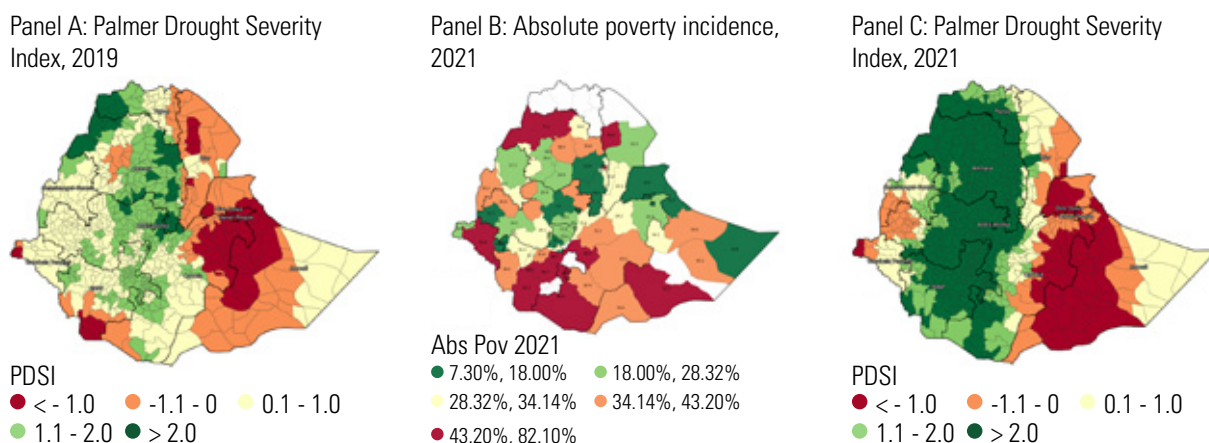 Panel A: Palmer Drought Severity
Index, 2019
PDSI
< - 1.0
-1.1 - 0
0.1 - 1.0
1.1 - 2.0
> 2.0
Panel B: Absolute poverty incidence,
2021
Abs Pov 2021
7.30%, 18.00%
18.00%, 28.32%
28.32%, 34.14%
34.14%, 43.20%
43.20%, 82.10%
Panel C: Palmer Drought Severity
Index, 2021
PDSI
< - 1.0
-1.1 - 0
0.1 - 1.0
1.1 - 2.0
> 2.0